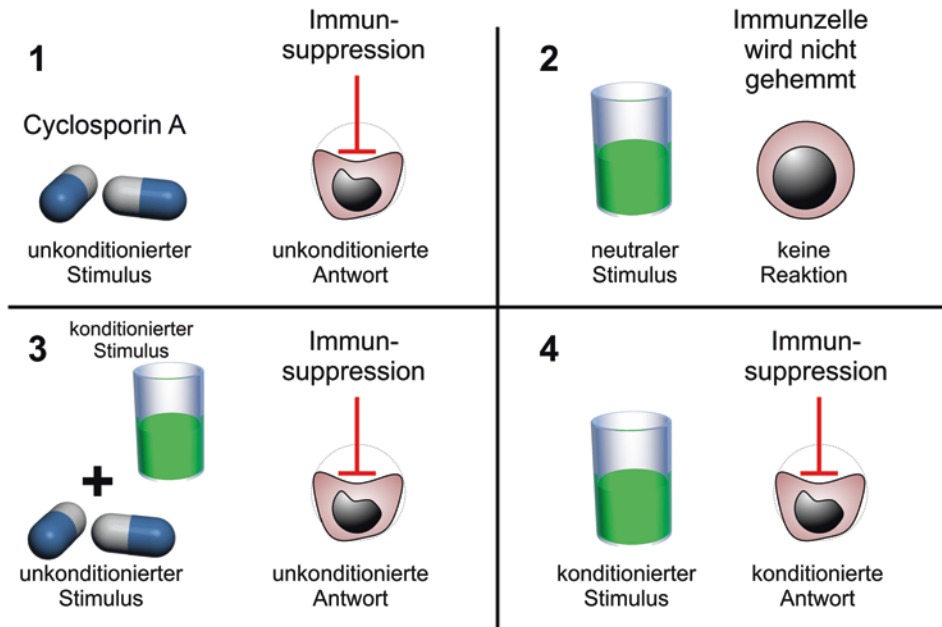 1
Immun-
suppression
Cyclosporin A
unkonditionierter
Stimulus
unkonditionierte
Antwort
2
Immunzelle
wird nicht
gehemmt
neutraler
Stimulus
keine
Reaktion
3
konditionierter
Stimulus
Immun-
suppression
+
unkonditionierter
Stimulus
unkonditionierte
Antwort
4
Immun-
suppression
konditionierter
Stimulus
konditionierte
Antwort